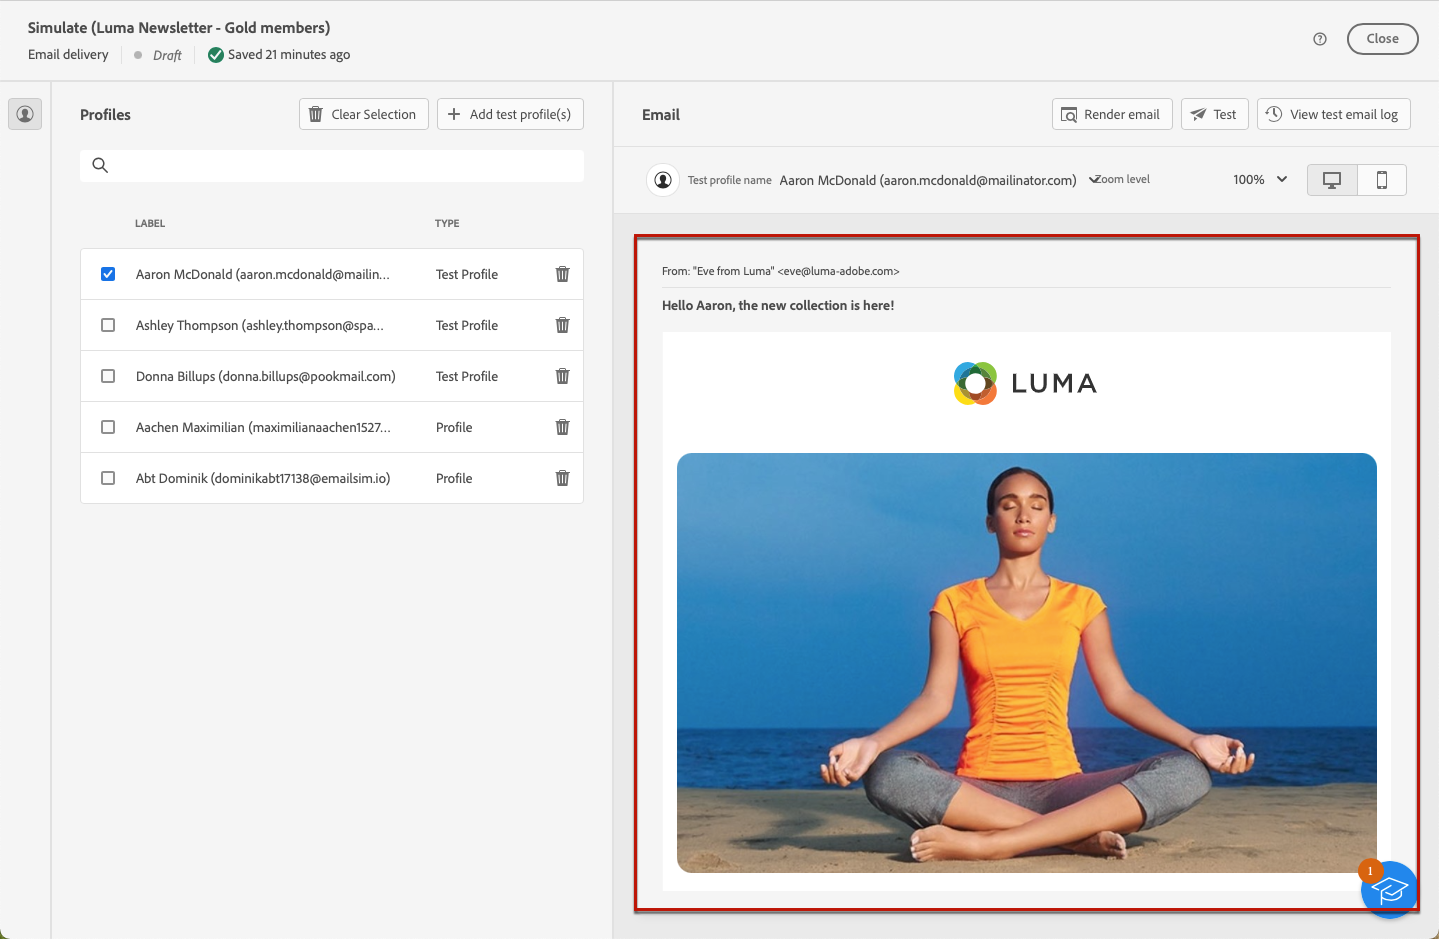 Simulate (Luma Newsletter - Gold members)
Email delivery
Draft
Saved 21 minutes ago
Close
Profiles
Clear Selection
Add test profile(s)
LABEL
TYPE
Aaron McDonald (aaron.mcdonald@mailin...
Test Profile
Ashley Thompson (ashley.thompson@spa...
Test Profile
Donna Billups (donna.billups@pookmail.com)
Test Profile
Aachen Maximilian (maximilianaachen1527...
Profile
Abt Dominik (dominikabt17138@emailsim.io)
Profile
Email
Render email
Test
View test email log
Test profile name
Aaron McDonald (aaron.mcdonald@mailinator.com)
Zoom level
100%
From: "Eve from Luma" <eve@luma-adobe.com>
Hello Aaron, the new collection is here!
LUMA
1